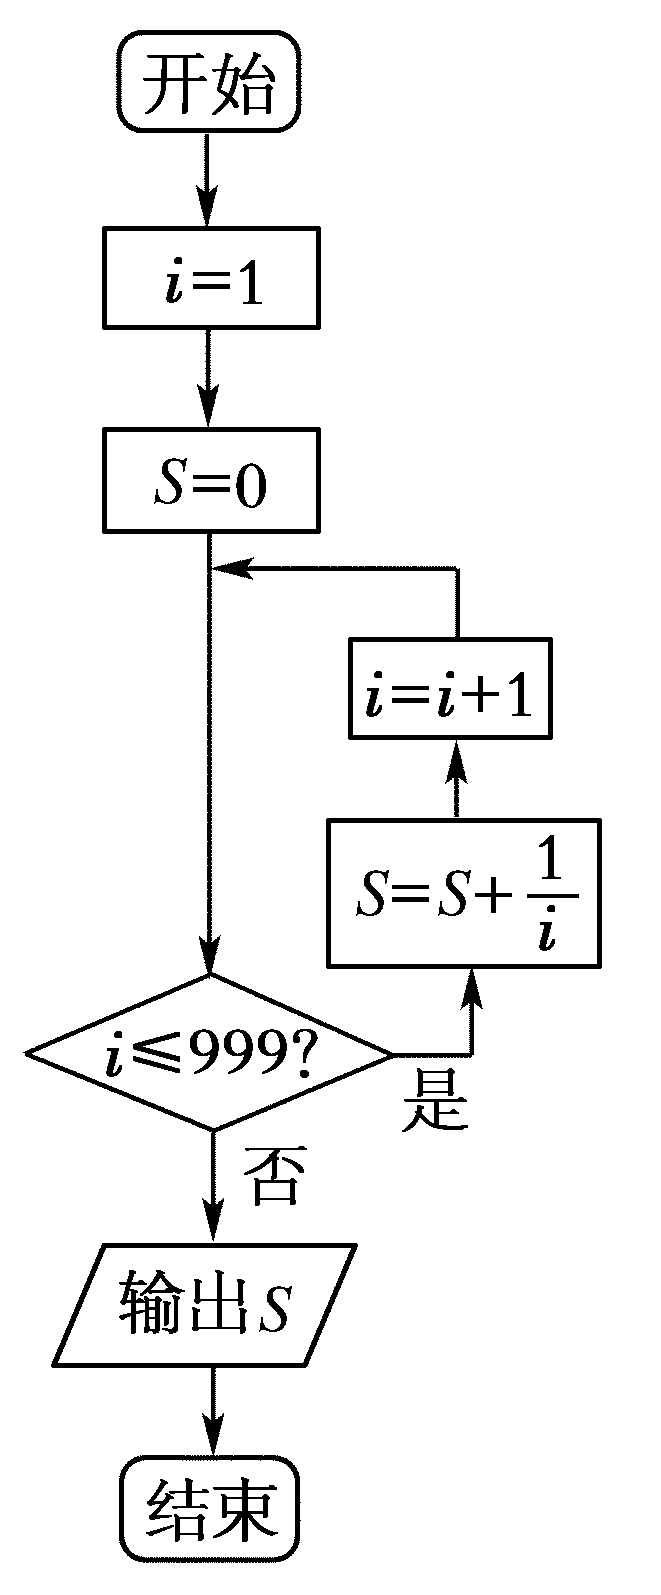 开始
i=1
S=0
i=i+1
S=S+1/i
i≤999?
是
否
输出S
结束